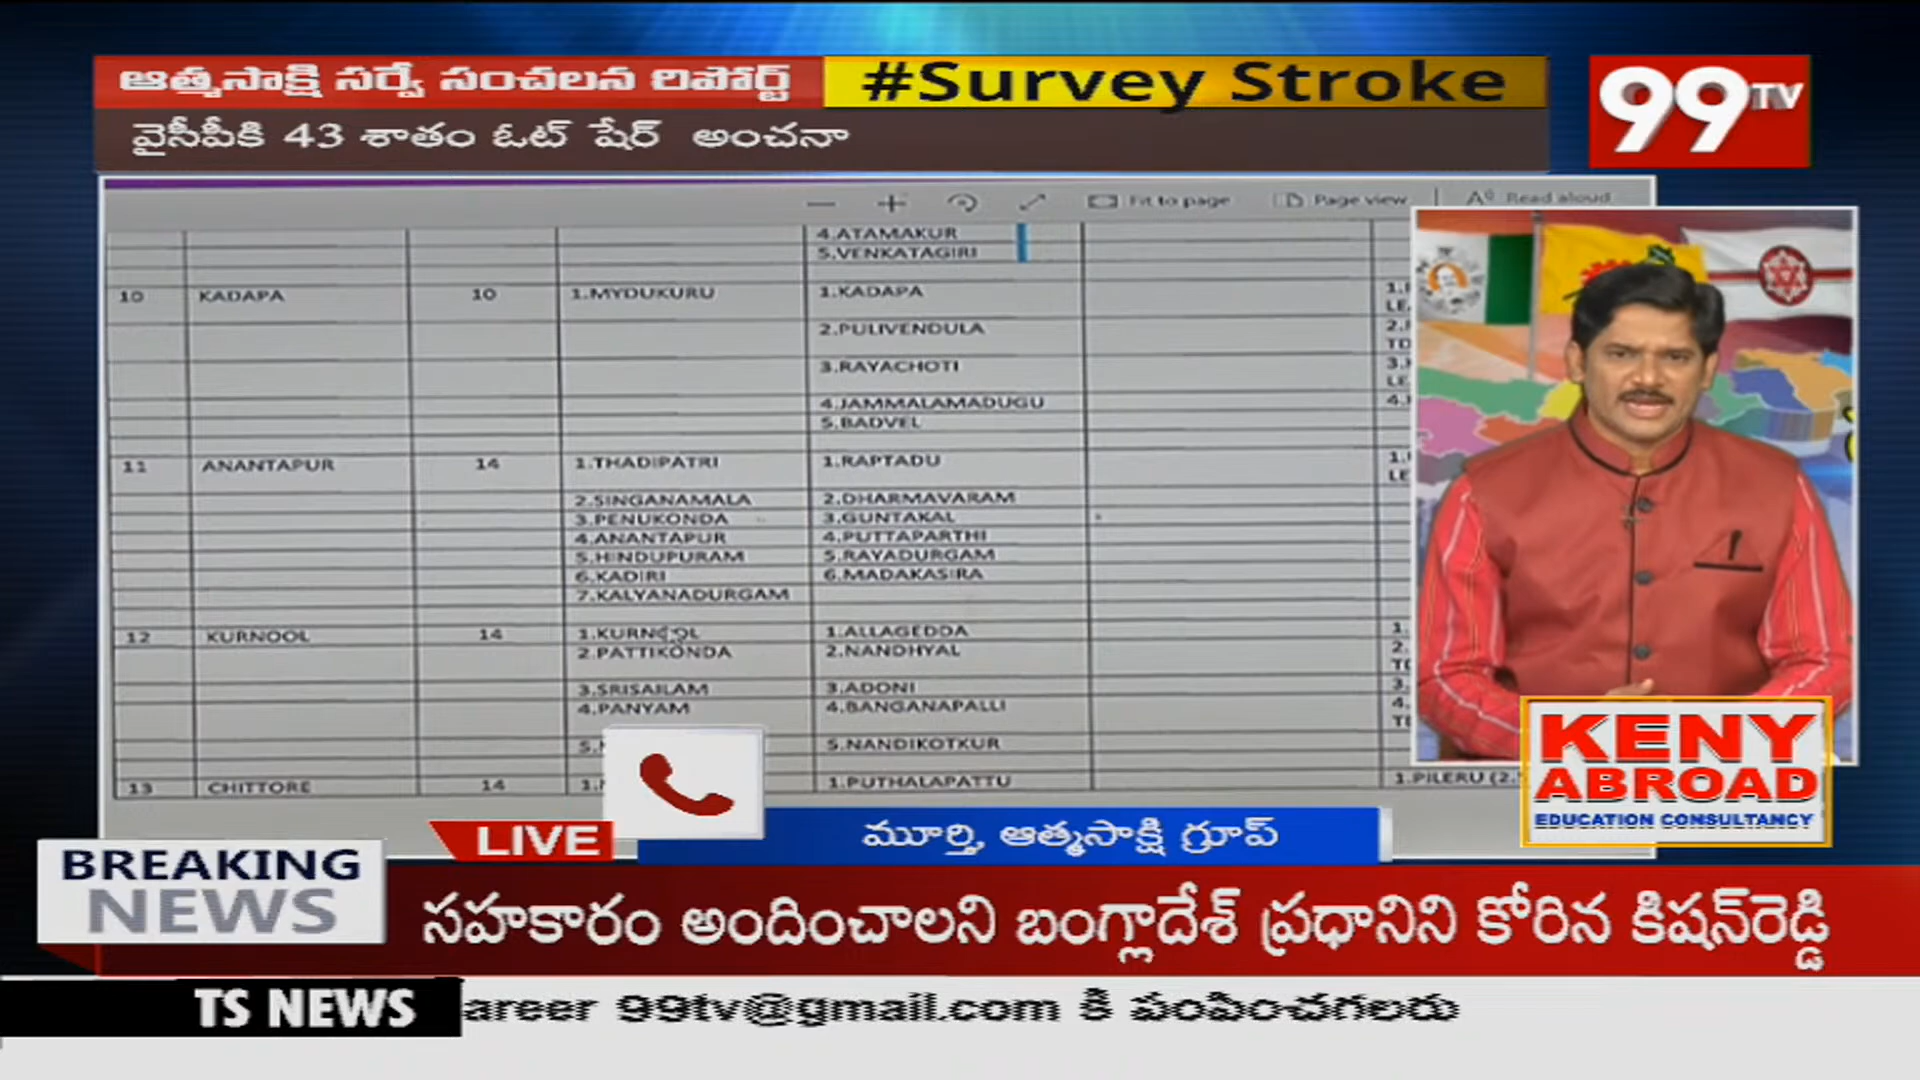 ఆత్మసాక్షి సర్వే సంచలన రిపోర్ట్ #Survey Stroke
99TV
వైసీపీకి 43 శాతం ఓట్ షేర్ అంచనా
Fit to page Page view Read aloud
4.ATAMAKUR
5.VENKATAGIRI
10 KADAPA 10 1.MYDUKURU 1.KADAPA
2.PULIVENDULA
3.RAYACHOTI
4.JAMMALAMADUGU
5.BADVEL
11 ANANTAPUR 14 1.THADIPATRI 1.RAPTADU
2.SINGANAMALA 2.DHARMAVARAM
3.PENUKONDA 3.GUNTAKAL
4.ANANTAPUR 4.PUTTAPARTHI
5.HINDUPURAM 5.RAYADURGAM
6.KADIRI 6.MADAKASIRA
7.KALYANADURGAM
12 KURNOOL 14 1.KURNOOL 1.ALLAGEDDA
2.PATTIKONDA 2.NANDHYAL
3.SRISAILAM 3.ADONI
4.PANYAM 4.BANGANAPALLI
5.NANDIKOTKUR
13 CHITTORE 14 1.PUTHALAPATTU 1.PILERU
KENY
ABROAD
EDUCATION CONSULTANCY
LIVE మూర్తి, ఆత్మసాక్షి గ్రూప్
BREAKING
NEWS
సహకారం అందించాలని బంగ్లాదేశ్ ప్రధానిని కోరిన కిషన్‌రెడ్డి
TS NEWS areer 99tv@gmail.com కి పంపించగలరు